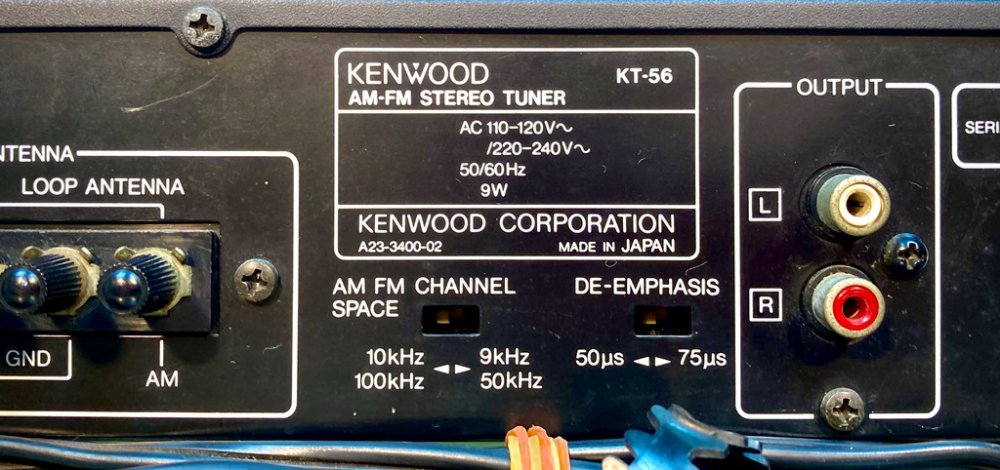 KENWOOD KT-56
AM-FM STEREO TUNER
AC 110–120V~
/220–240V~
50/60Hz
9W
KENWOOD CORPORATION
A23-3400-02 MADE IN JAPAN
LOOP ANTENNA
GND
AM
AM FM CHANNEL
SPACE
10kHz ◄► 9kHz
100kHz 50kHz
DE-EMPHASIS
50µs ◄► 75µs
OUTPUT
L
R